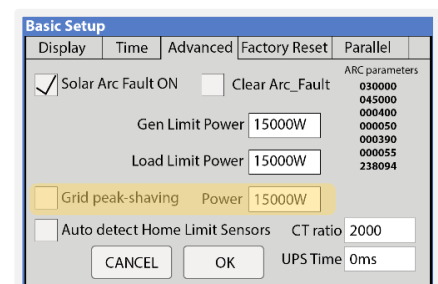 Basic Setup
Display Time Advanced Factory Reset Parallel
ARC parameters
Solar Arc Fault ON Clear Arc_Fault 030000
045000
000400
Gen Limit Power 15000W 000050
000390
000055
Load Limit Power 15000W 238094
Grid peak-shaving Power 15000W
Auto detect Home Limit Sensors CT ratio 2000
CANCEL OK UPS Time 0ms